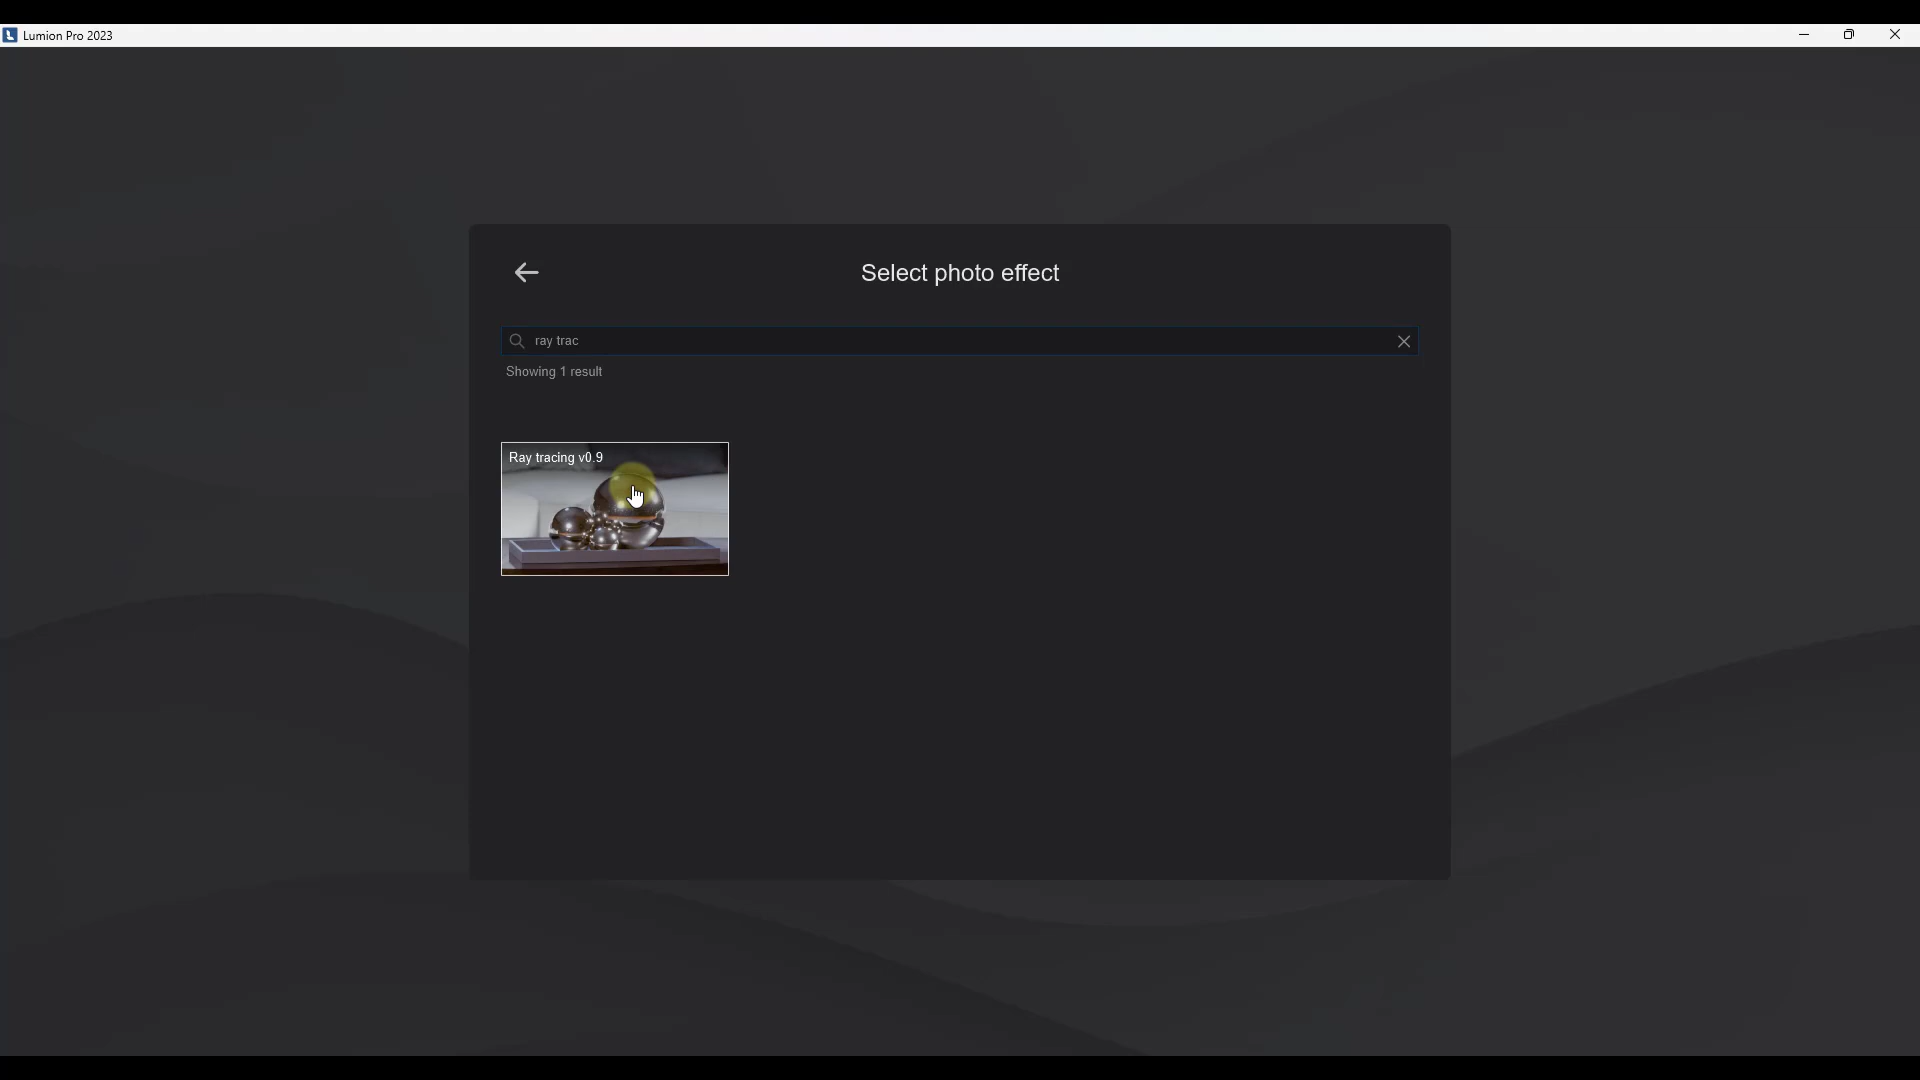 Lumion Pro 2023
Select photo effect
ray trac
Showing 1 result
Ray tracing v0.9